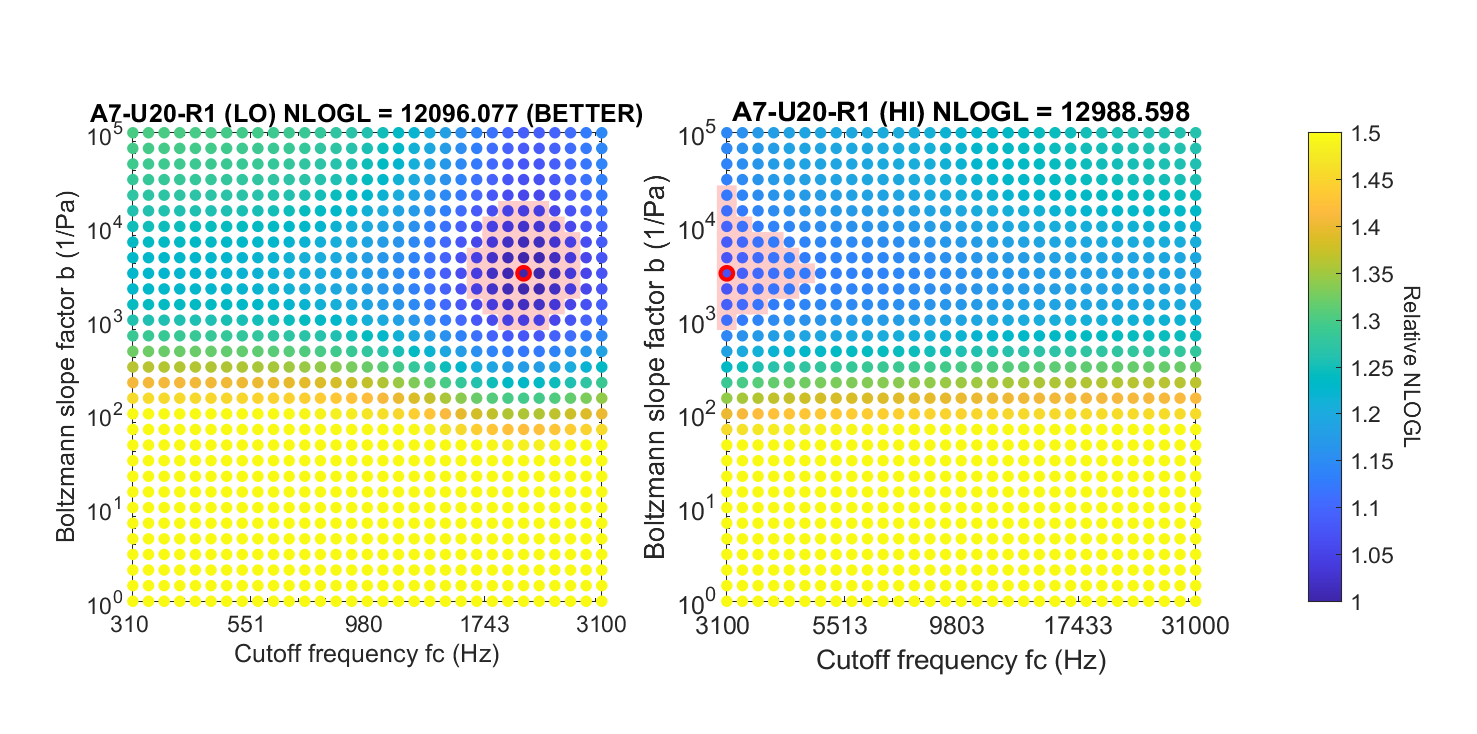 A7-U20-R1 (LO) NLOGL = 12096.077 (BETTER)
Boltzmann slope factor b (1/Pa)
10^5
10^4
10^3
10^2
10^1
10^0
310 551 980 1743 3100
Cutoff frequency fc (Hz)
A7-U20-R1 (HI) NLOGL = 12988.598
Boltzmann slope factor b (1/Pa)
10^5
10^4
10^3
10^2
10^1
10^0
3100 5513 9803 17433 31000
Cutoff frequency fc (Hz)
1.5
1.45
1.4
1.35
1.3
1.25
1.2
1.15
1.1
1.05
1
Relative NLOGL